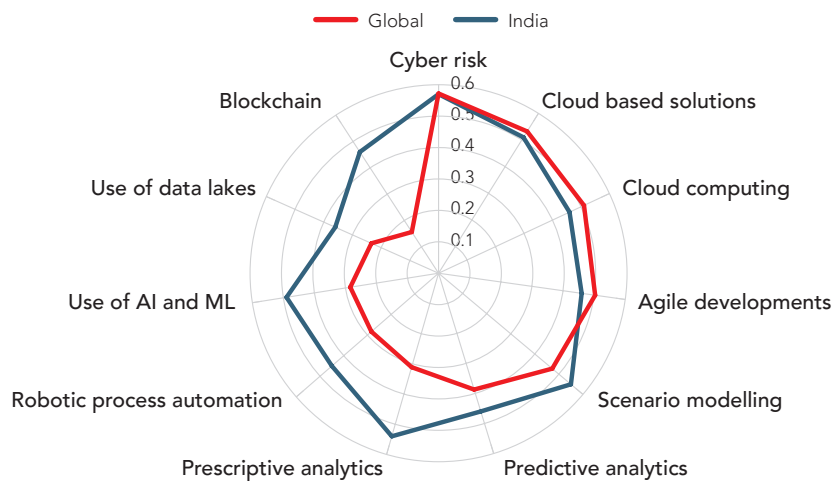 Global India
Cyber risk
0.6
Blockchain
Cloud based solutions
0.5
0.4
Use of data lakes
Cloud computing
0.3
0.2
0.1
Use of AI and ML
Agile developments
Robotic process automation
Scenario modelling
Prescriptive analytics
Predictive analytics